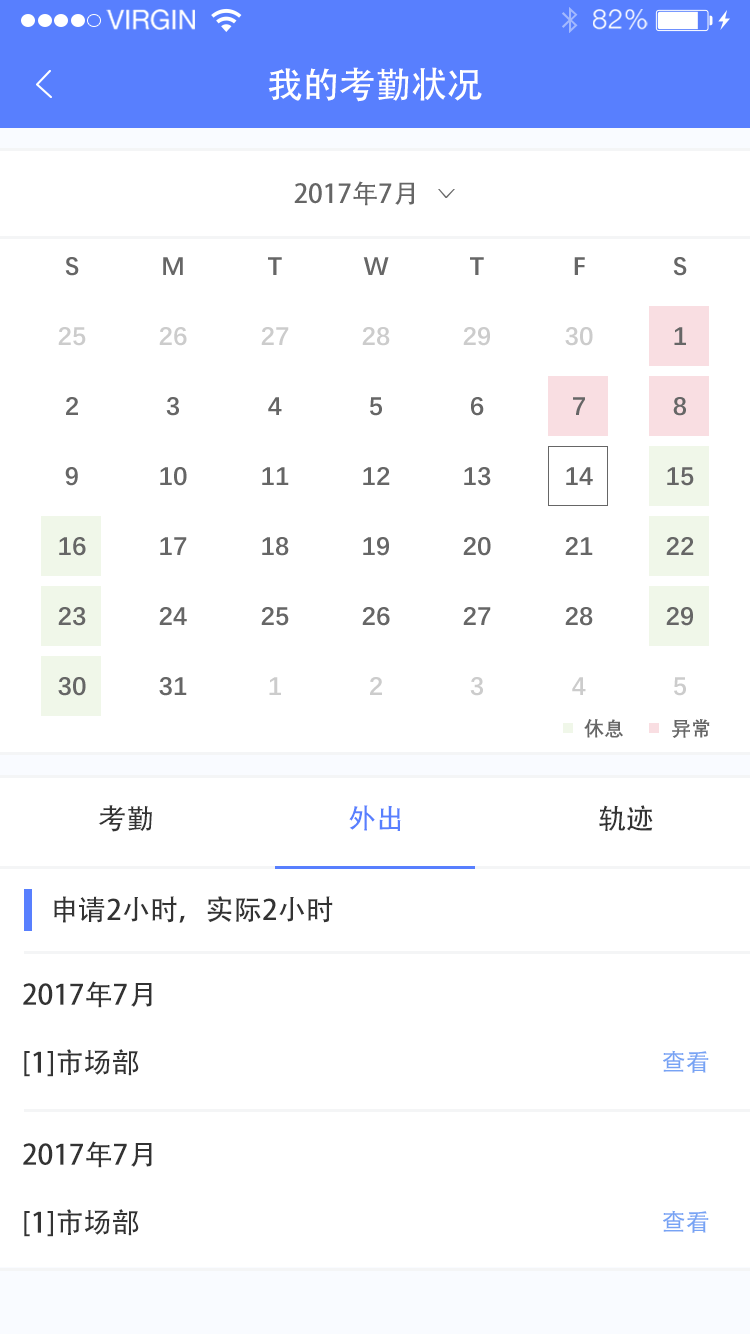 VIRGIN 82%
我的考勤状况
2017年7月
S M T W T F S
25 26 27 28 29 30 1
2 3 4 5 6 7 8
9 10 11 12 13 14 15
16 17 18 19 20 21 22
23 24 25 26 27 28 29
30 31 1 2 3 4 5
休息 异常
考勤 外出 轨迹
申请2小时，实际2小时
2017年7月
[1]市场部 查看
2017年7月
[1]市场部 查看